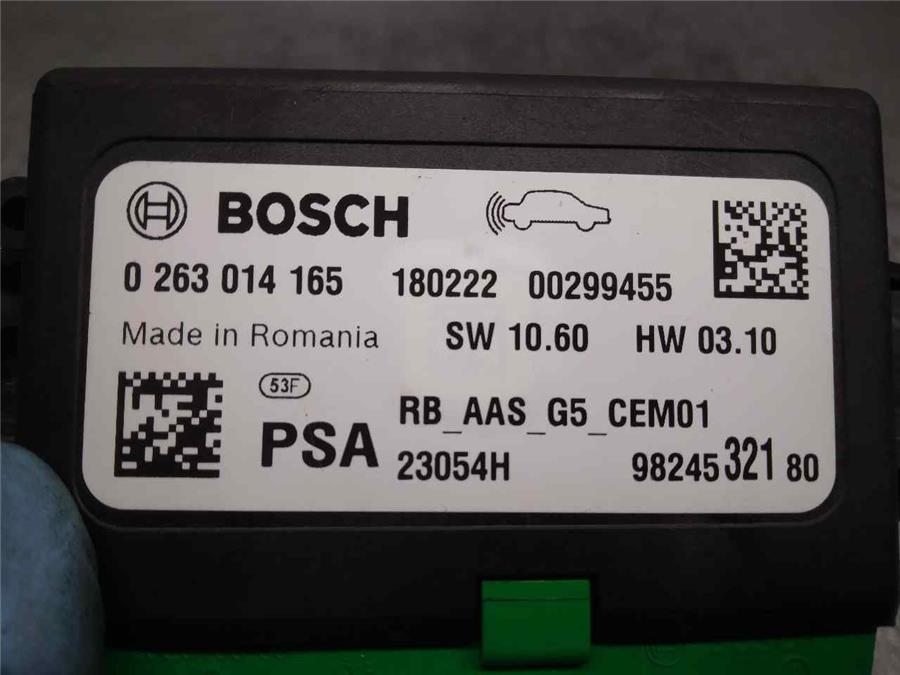 BOSCH
0 263 014 165 180222 00299455
Made in Romania SW 10.60 HW 03.10
53F
PSA
RB_AAS_G5_CEM01
23054H 98245 321 80